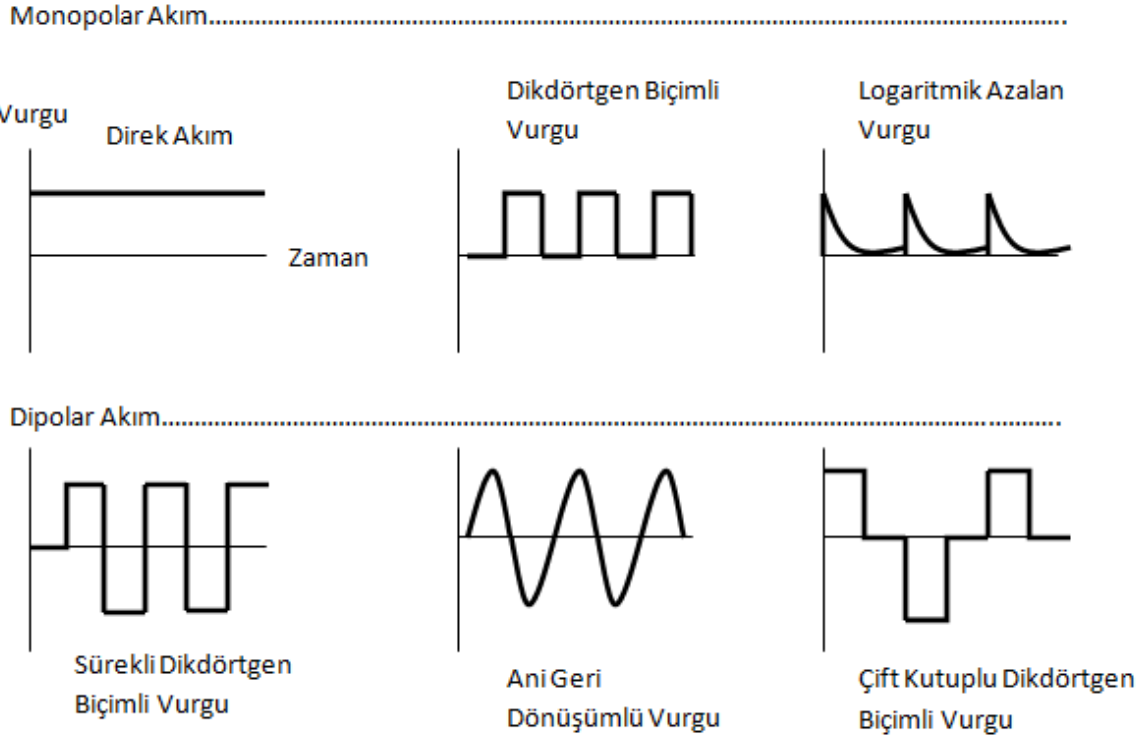 Monopolar Akım........................................................................................................................
Vurgu
Direk Akım
Dikdörtgen Biçimli
Vurgu
Logaritmik Azalan
Vurgu
Zaman
Dipolar Akım........................................................................................................................
Sürekli Dikdörtgen
Biçimli Vurgu
Ani Geri
Dönüşümlü Vurgu
Çift Kutuplu Dikdörtgen
Biçimli Vurgu